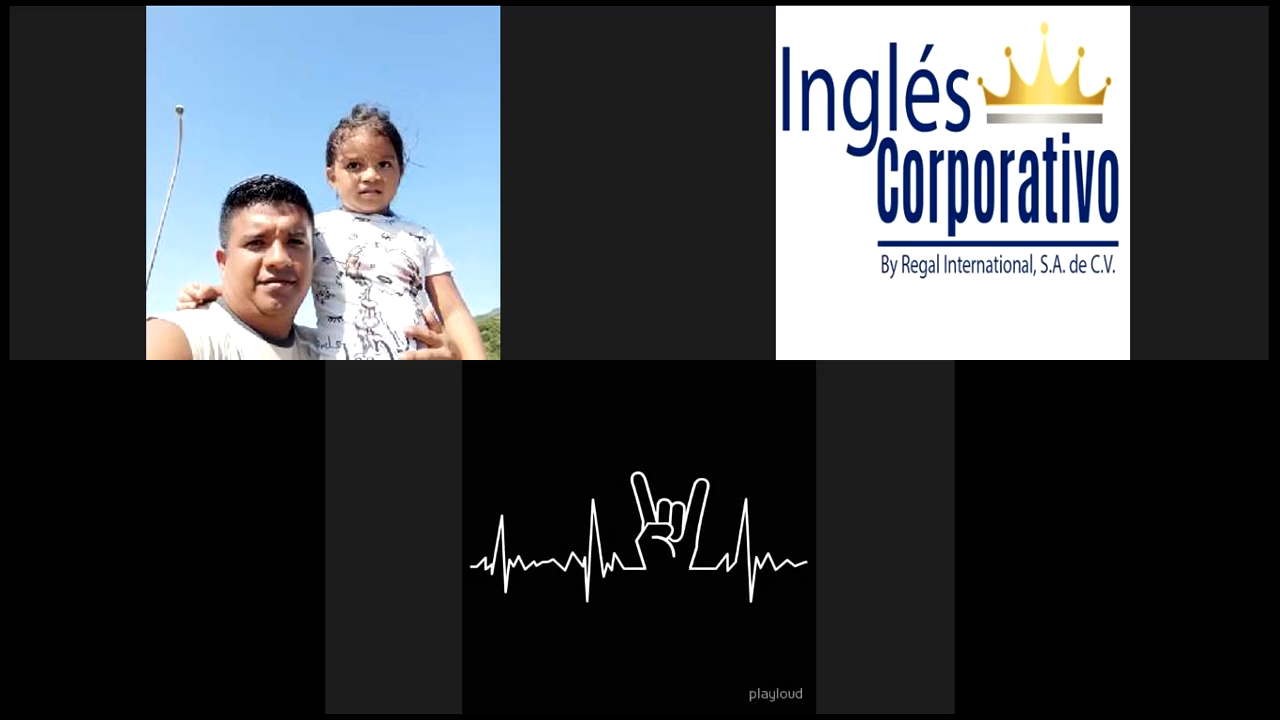 Inglés
Corporativo
By Regal International, S.A. de C.V.
playloud